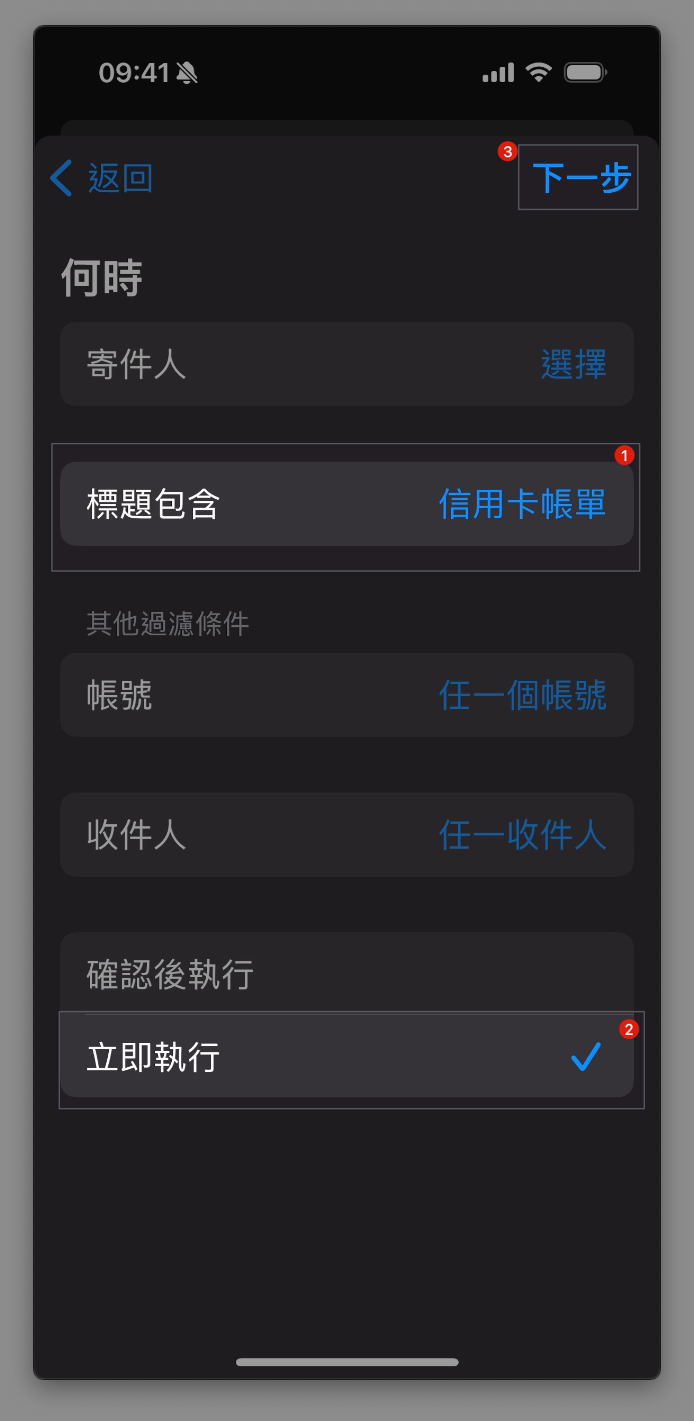 09:41
返回
3
下一步
何時
寄件人 選擇
1
標題包含 信用卡帳單
其他過濾條件
帳號 任一個帳號
收件人 任一收件人
確認後執行
2
立即執行